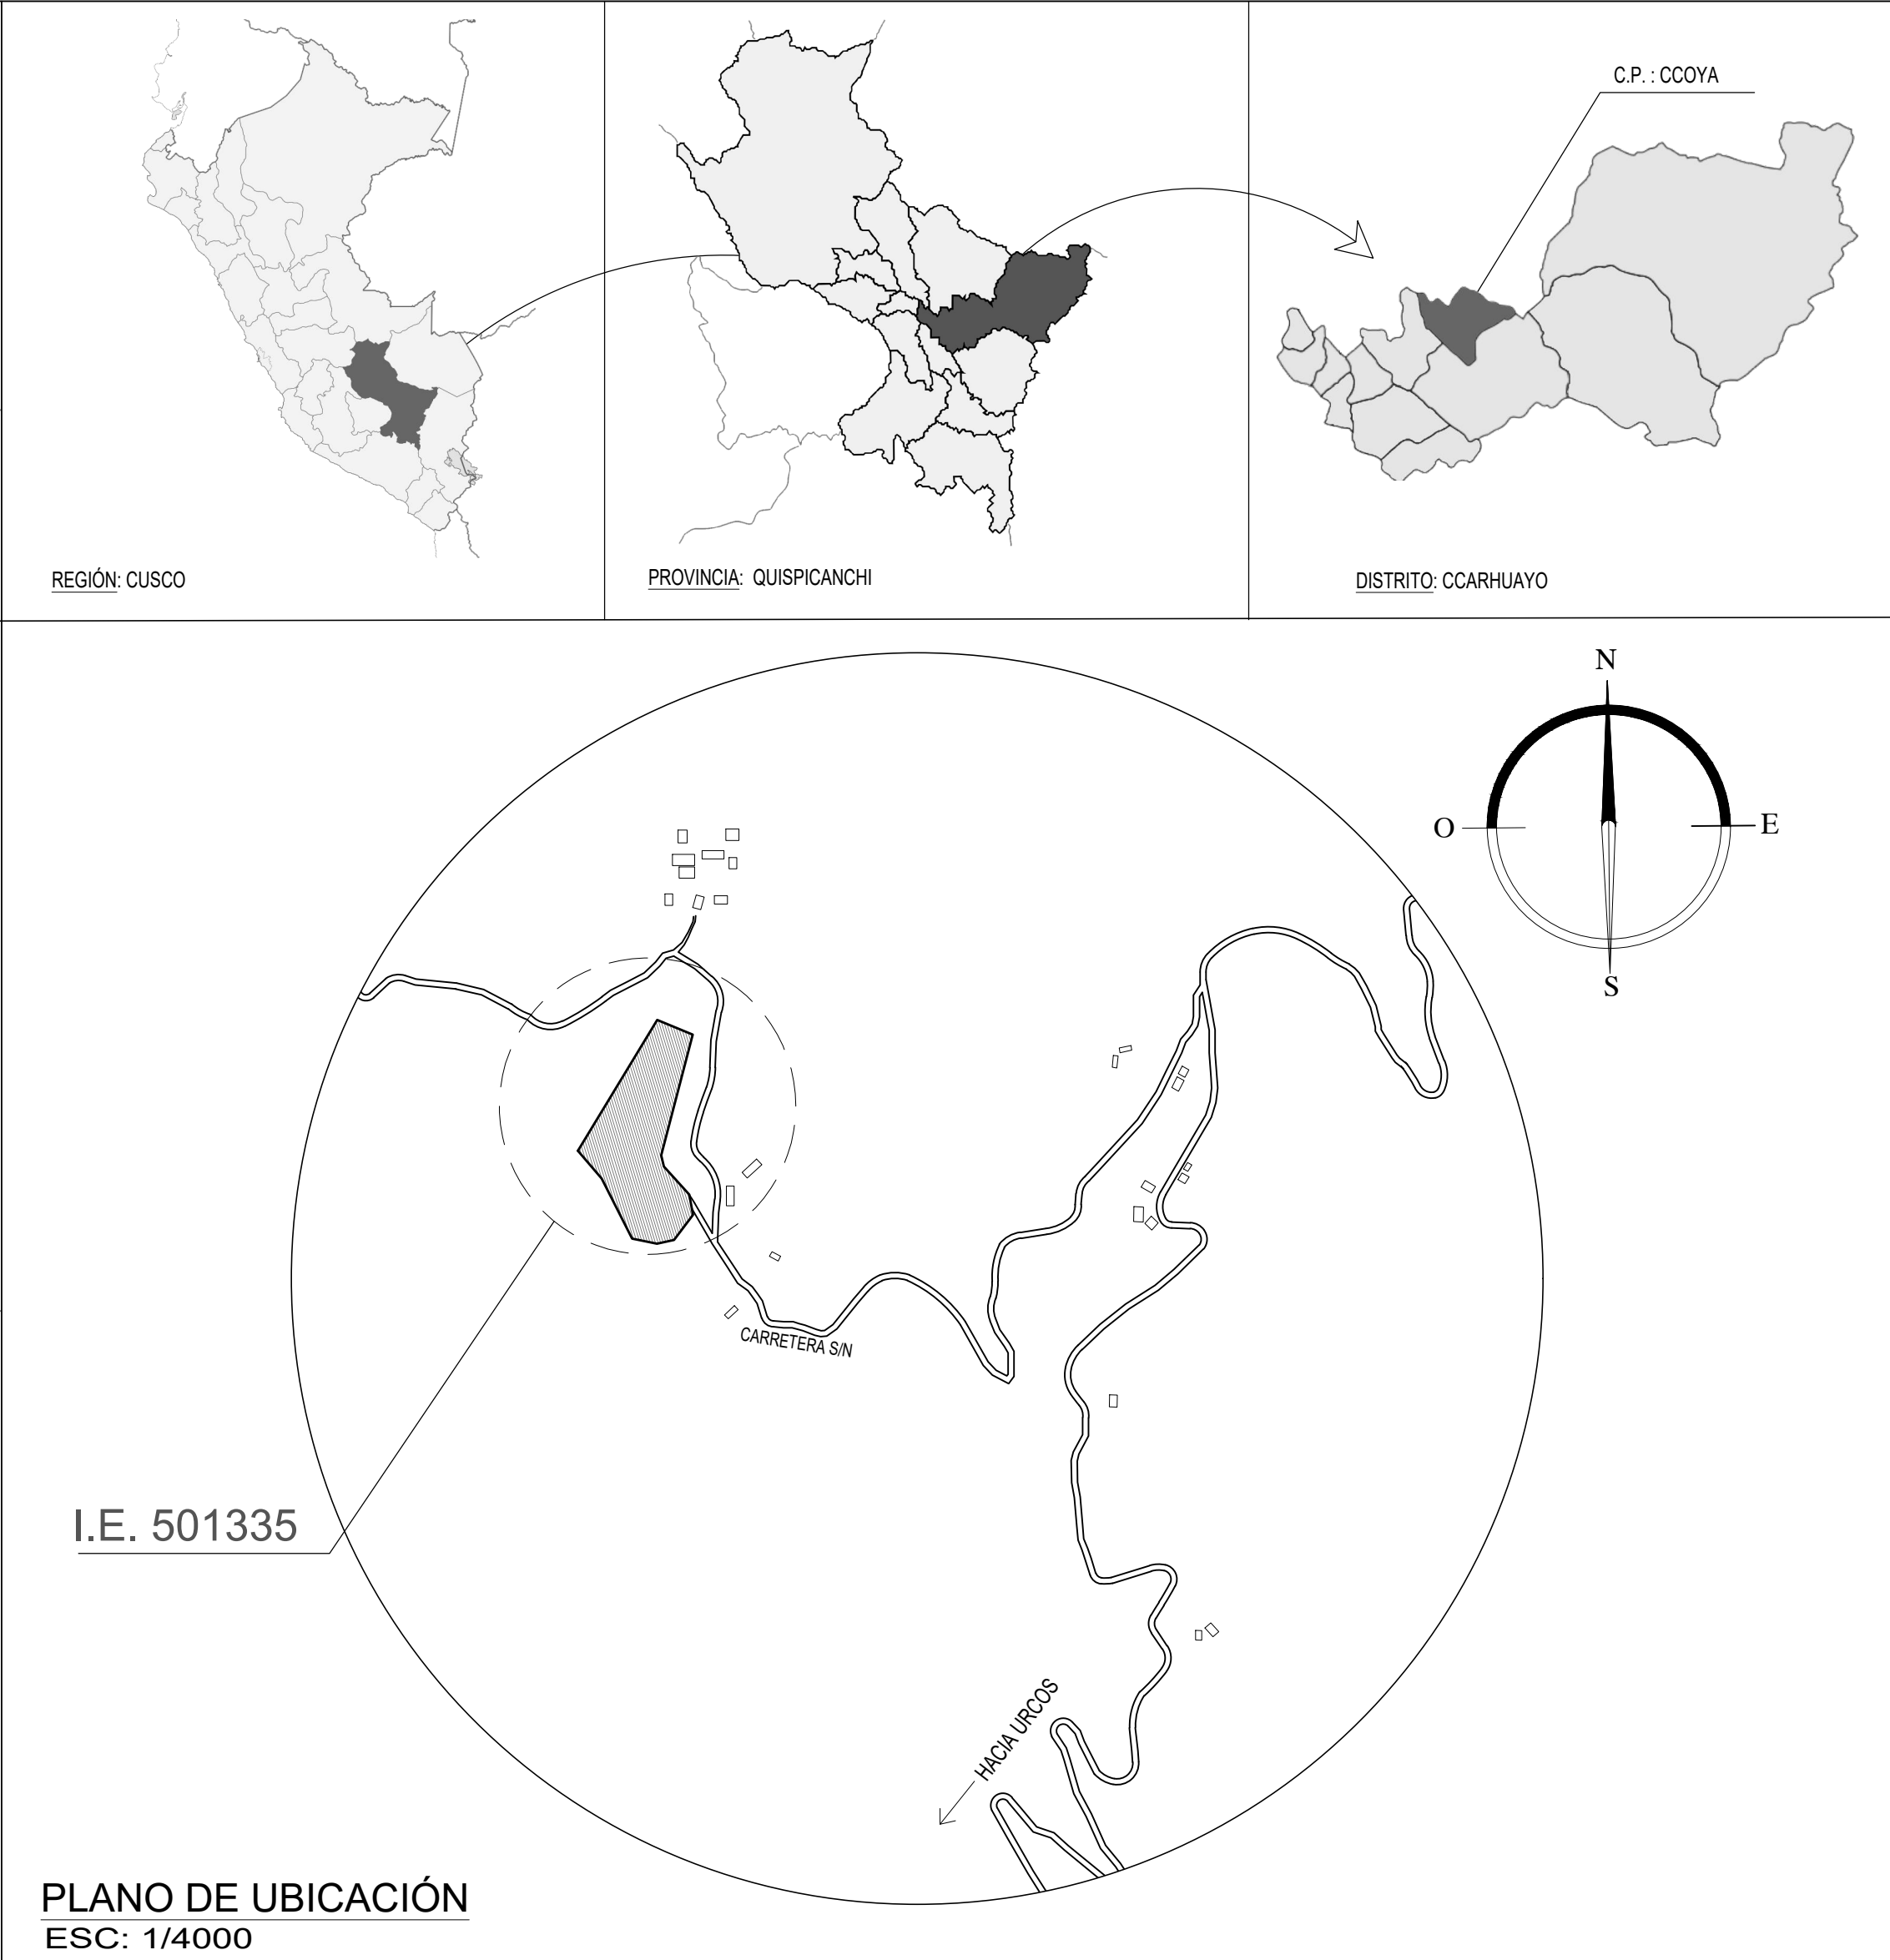 C.P. : CCOYA
REGIÓN: CUSCO
PROVINCIA: QUISPICANCHI
DISTRITO: CCARHUAYO
N
O
E
S
CARRETERA S/N
I.E. 501335
HACIA URCOS
PLANO DE UBICACIÓN
ESC: 1/4000